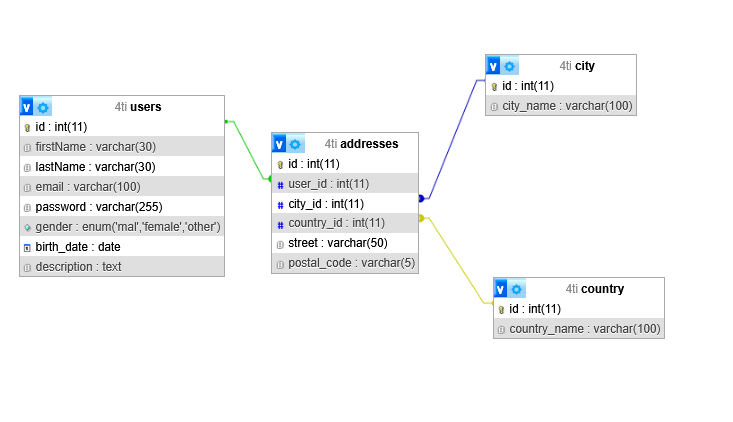 4ti users
id : int(11)
firstName : varchar(30)
lastName : varchar(30)
email : varchar(100)
password : varchar(255)
gender : enum('mal','female','other')
birth_date : date
description : text
4ti addresses
id : int(11)
user_id : int(11)
city_id : int(11)
country_id : int(11)
street : varchar(50)
postal_code : varchar(5)
4ti city
id : int(11)
city_name : varchar(100)
4ti country
id : int(11)
country_name : varchar(100)